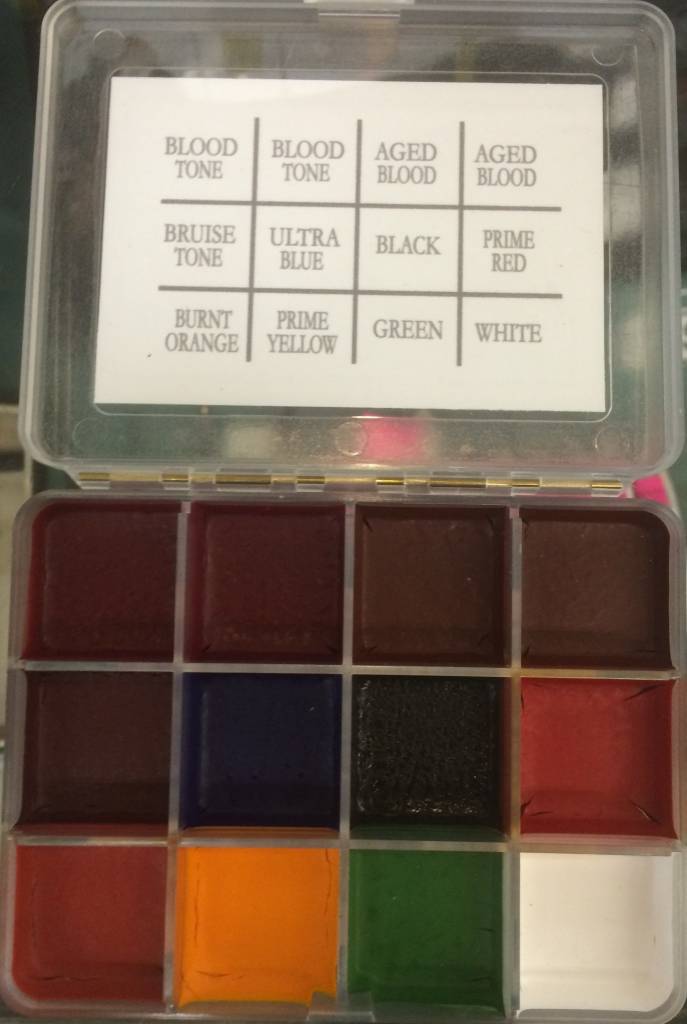 BLOOD TONE
BLOOD TONE
AGED BLOOD
AGED BLOOD
BRUISE TONE
ULTRA BLUE
BLACK
PRIME RED
BURNT ORANGE
PRIME YELLOW
GREEN
WHITE